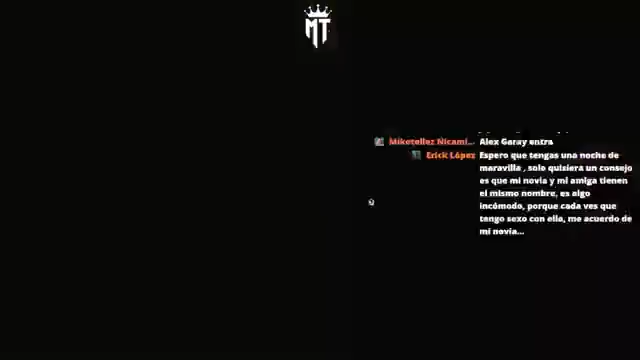 MT
Miketellez Nicami... Alex Garay entra
Erick López Espero que tengas una noche de
maravilla , solo quisiera un consejo
es que mi novia y mi amiga tienen
el mismo nombre, es algo
incómodo, porque cada ves que
tengo sexo con ella, me acuerdo de
mi novia...